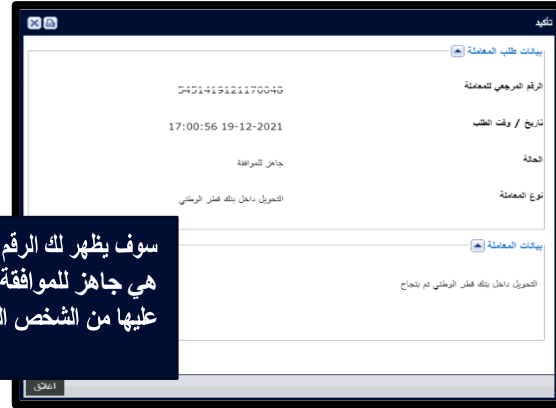 تأكيد
بيانات طلب المعاملة
الرقم المرجعي للمعاملة
تاريخ / وقت الطلب
17:00:56 19-12-2021
الحالة
جاهز للموافقة
نوع المعاملة
التحويل داخل بنك قطر الوطني
بيانات المعاملة
التحويل داخل بنك قطر الوطني تم بنجاح
سوف يظهر لك الرقم
هي جاهز للموافقة
عليها من الشخص
اغلاق